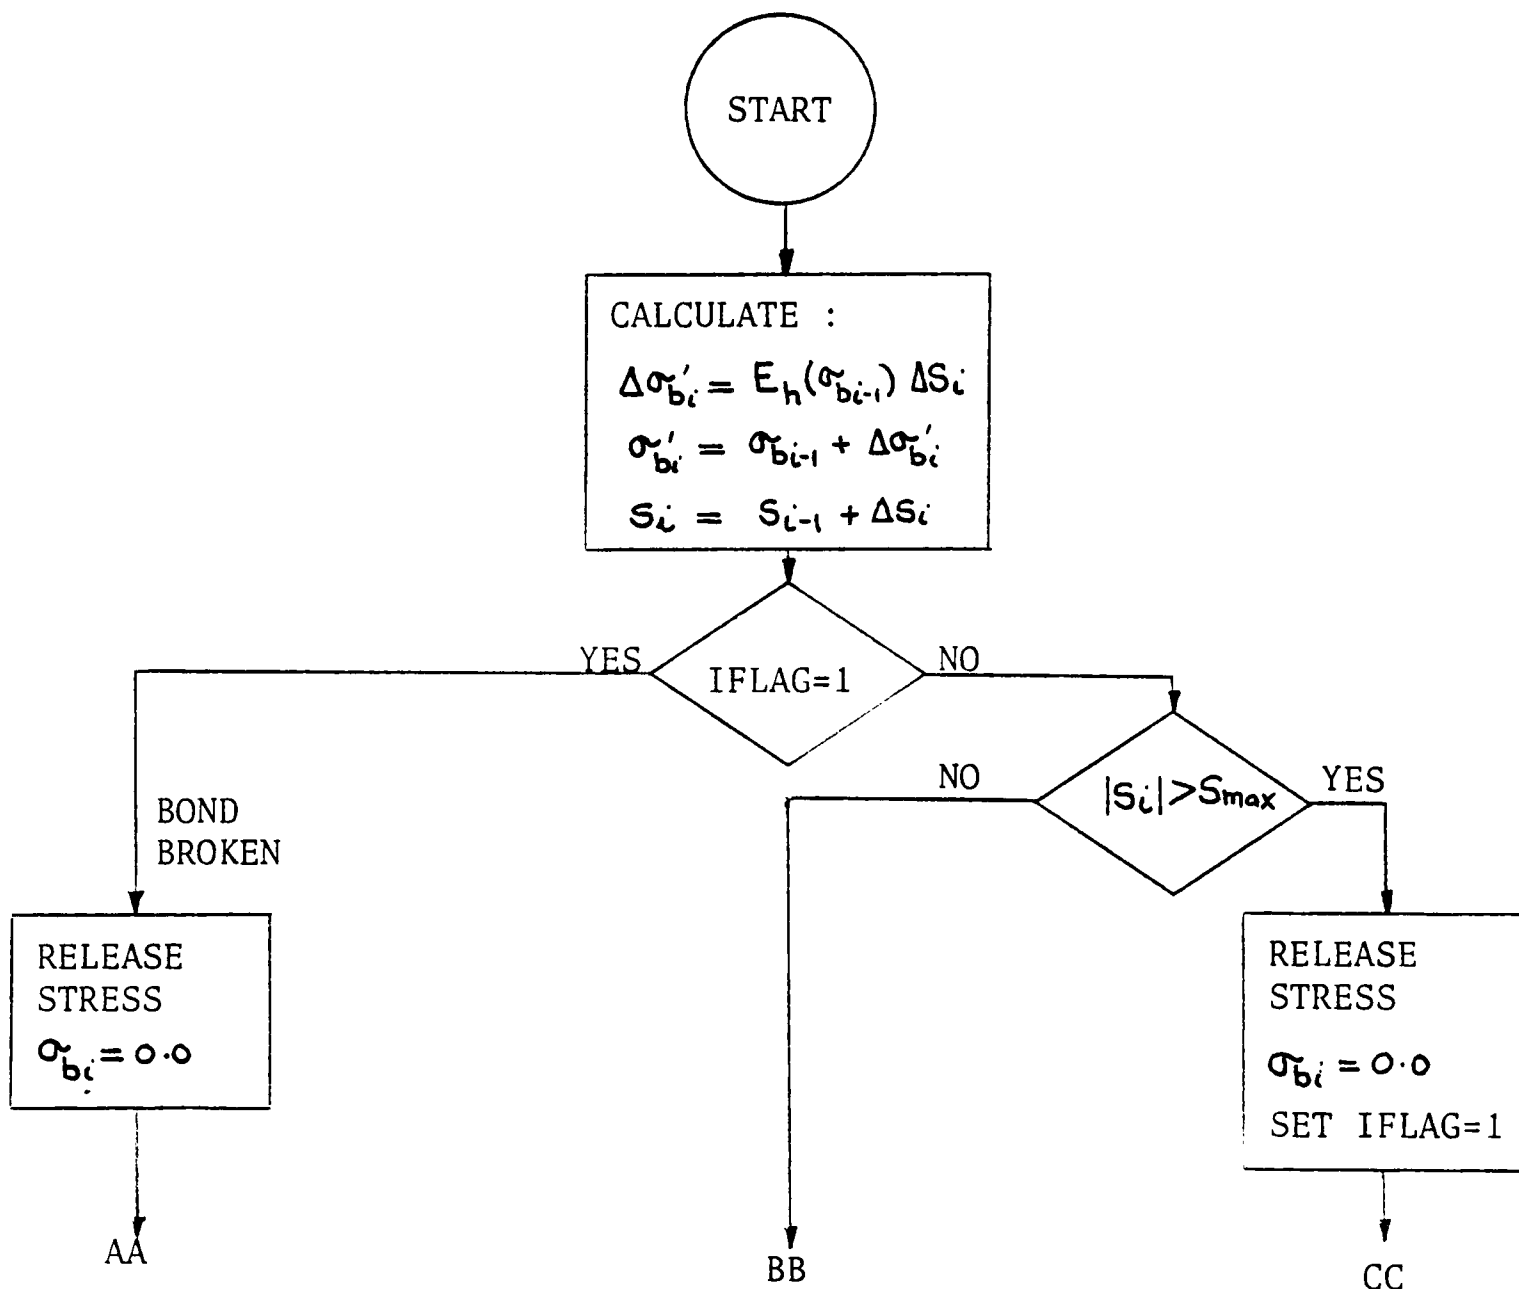 START
CALCULATE :
Δσ'bi = Eh(σbi-1) ΔSi
σ'bi = σbi-1 + Δσ'bi
Si = Si-1 + ΔSi
YES
IFLAG=1
NO
NO
|Si|>Smax
YES
BOND
BROKEN
RELEASE
STRESS
σbi = 0.0
RELEASE
STRESS
σbi = 0.0
SET IFLAG=1
AA
BB
CC